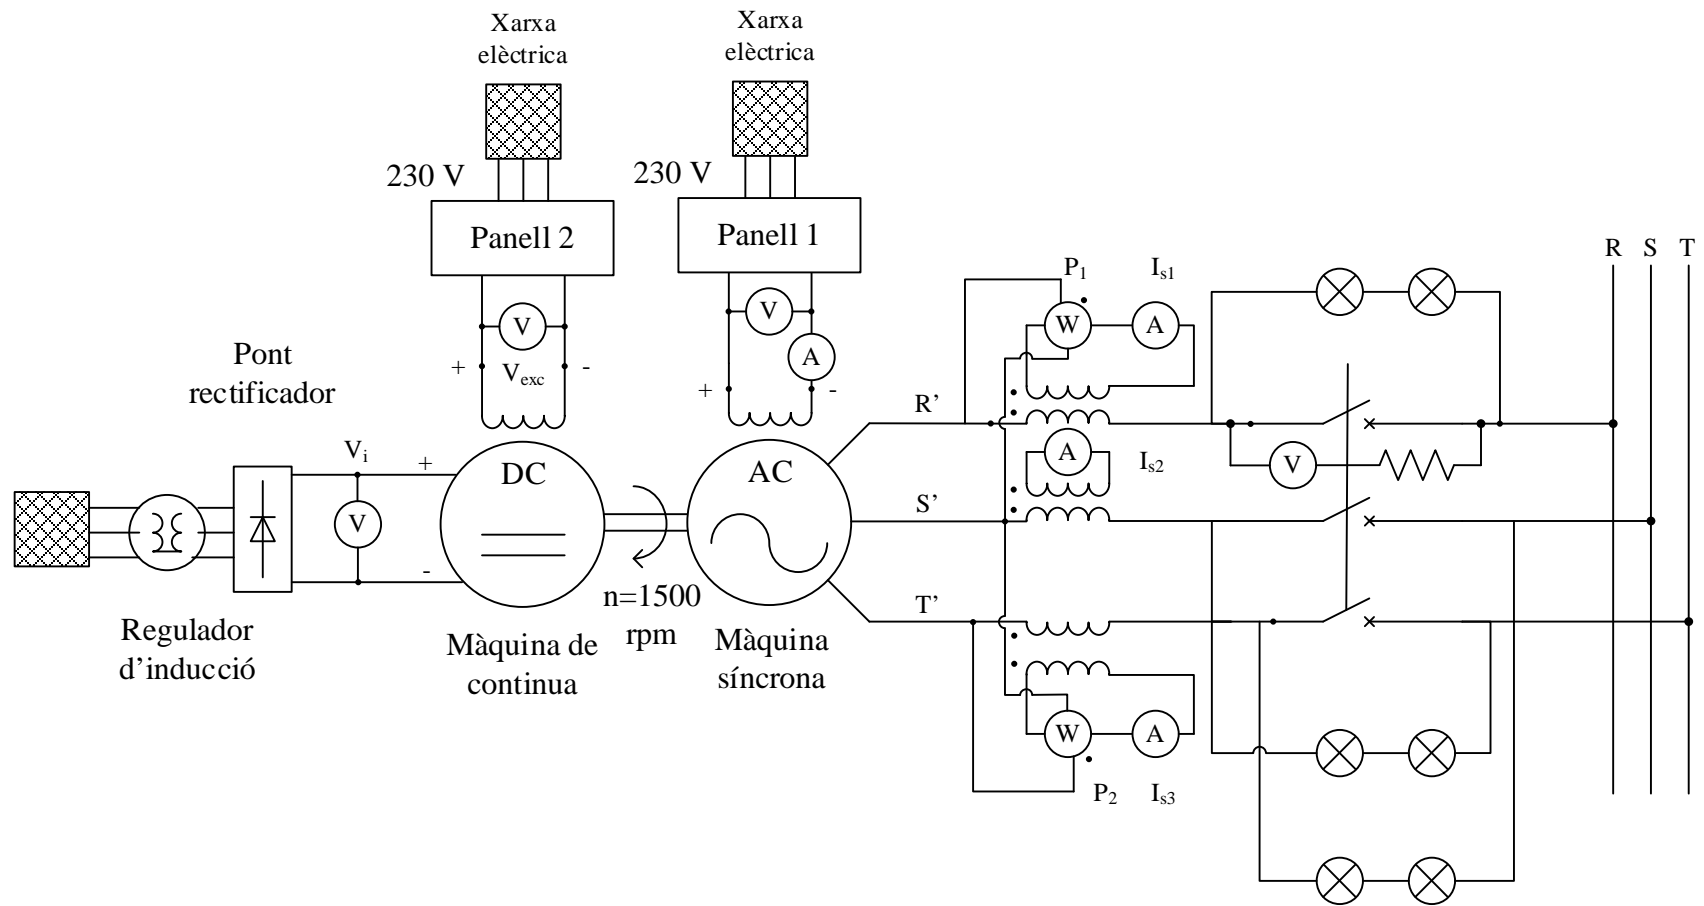 Xarxa
elèctrica
Xarxa
elèctrica
230 V
230 V
Panell 2
Panell 1
R S T
P1
Is1
W
A
V
V
A
+
Vexc
-
+
-
Pont
rectificador
R'
A
Is2
V
Vi
+
DC
AC
S'
V
-
n=1500
rpm
T'
Regulador
d'inducció
Màquina de
continua
Màquina
síncrona
W
A
P2
Is3